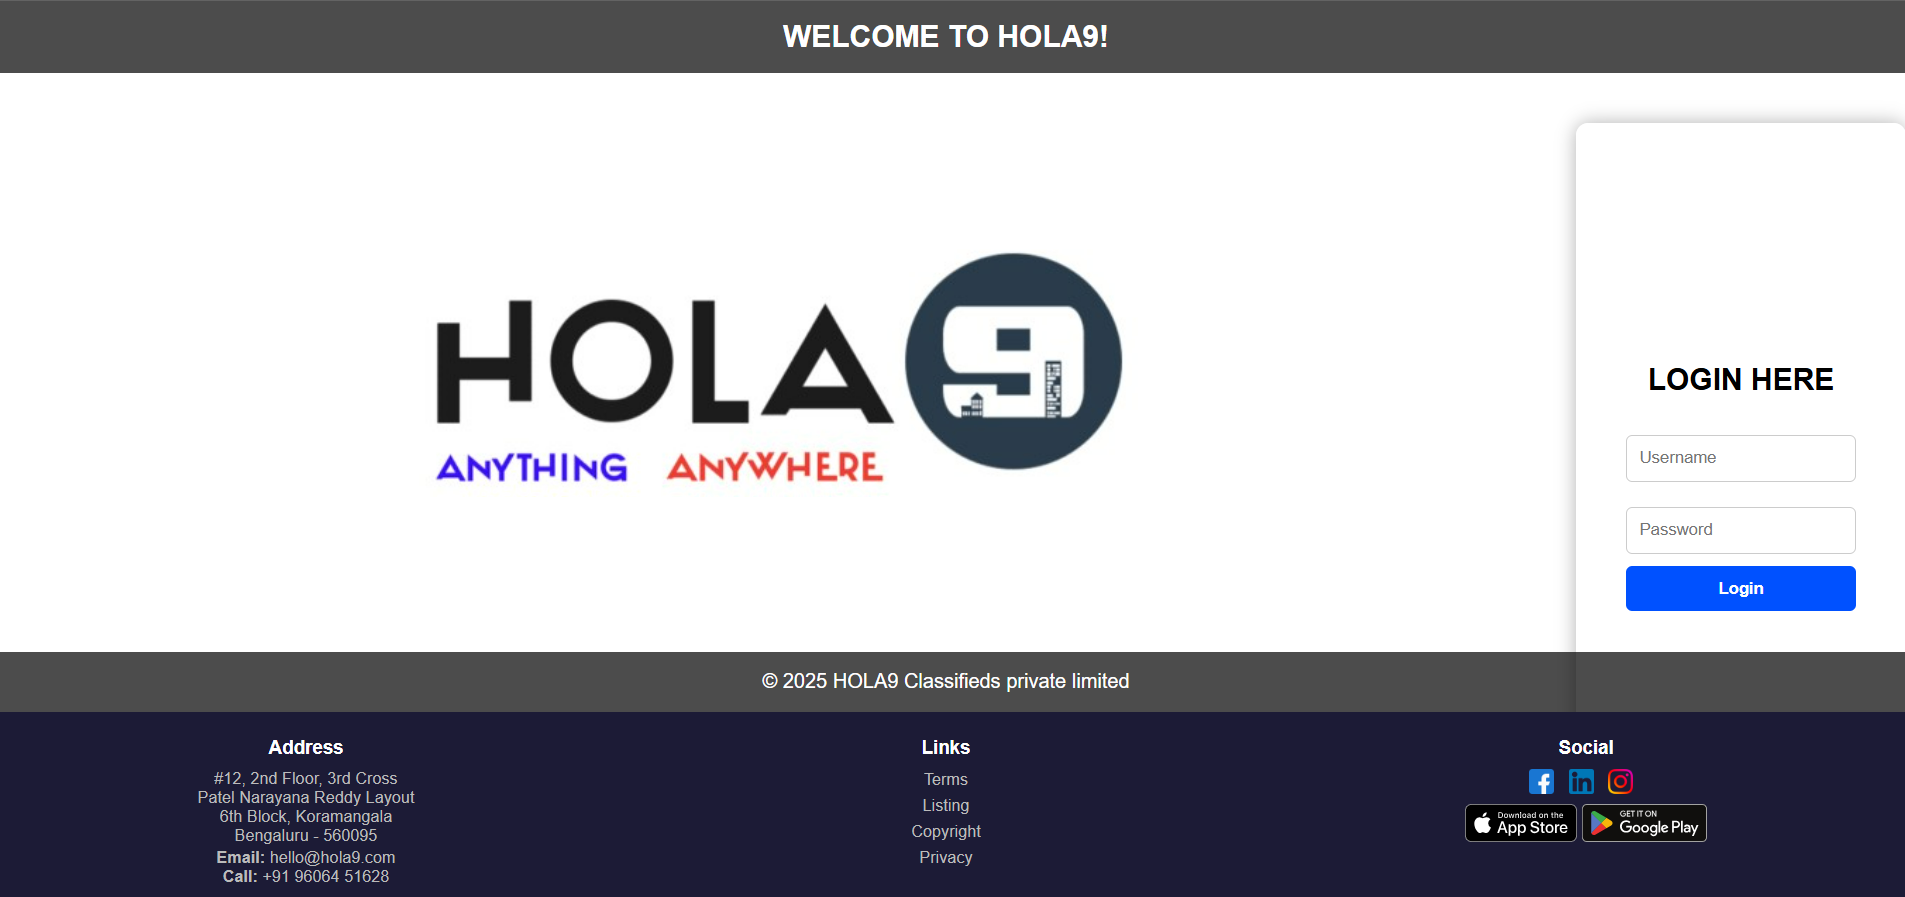 WELCOME TO HOLA9!
HOLA9
ANYTHING ANYWHERE
LOGIN HERE
Username
Password
Login
© 2025 HOLA9 Classifieds private limited
Address
#12, 2nd Floor, 3rd Cross
Patel Narayana Reddy Layout
6th Block, Koramangala
Bengaluru - 560095
Email: hello@hola9.com
Call: +91 96064 51628
Links
Terms
Listing
Copyright
Privacy
Social
Download on the
App Store
GET IT ON
Google Play